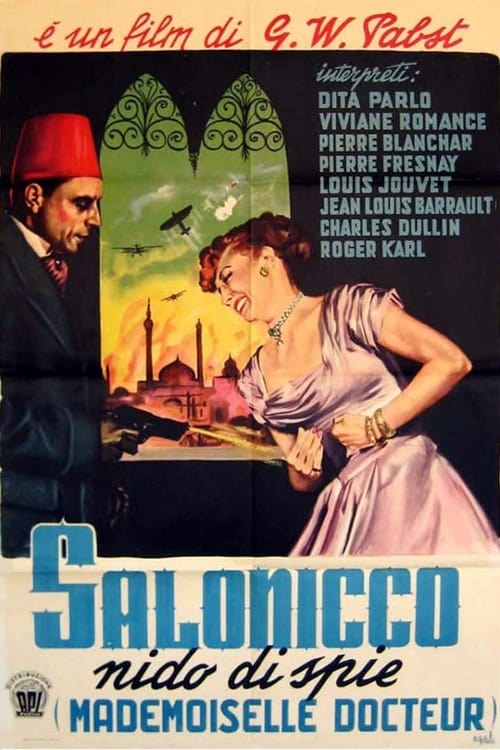 è un film di G. W. Pabst
interpreti:
DITA PARLO
VIVIANE ROMANCE
PIERRE BLANCHAR
PIERRE FRESNAY
LOUIS JOUVET
JEAN LOUIS BARRAULT
CHARLES DULLIN
ROGER KARL
SALONICCO
nido di spie
(MADEMOISELLE DOCTEUR)
DISTRIBUZIONE